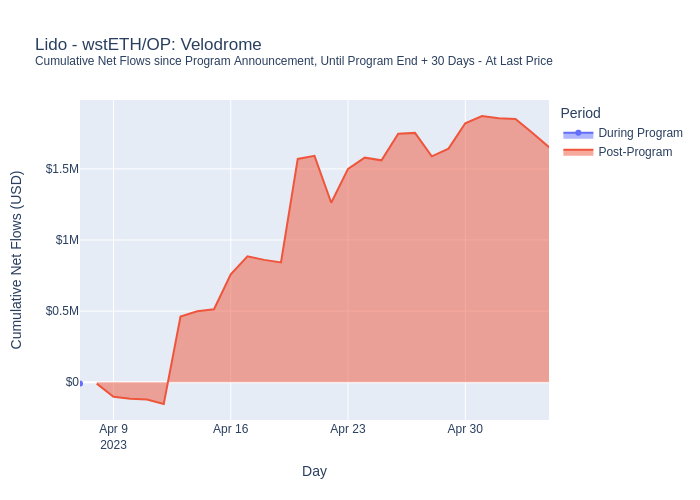 Lido - wstETH/OP: Velodrome
Cumulative Net Flows since Program Announcement, Until Program End + 30 Days - At Last Price
Period
During Program
Post-Program
Cumulative Net Flows (USD)
$1.5M
$1M
$0.5M
$0
Apr 9
2023
Apr 16
Apr 23
Apr 30
Day